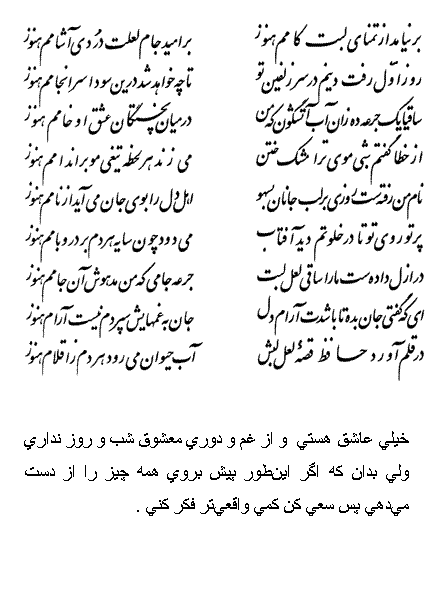 بر نیامد از تمنای لبت کامم هنوز بر امید جام لعلت دردی آشامم هنوز
روز اول رفت دینم در سر زلفین تو تا چه خواهد شد درین سودا سرانجامم هنوز
ساقیا یک جرعه ده زان آب آتشگون که من در میان پختگان عشق او خامم هنوز
از خطا گفتم شبی موی ترا مشک ختن می زند هر لحظه تیغی مو بر اندامم هنوز
نام من رفته ست روزی بر لب جانان بسهو اهل دل را بوی جان می آید از نامم هنوز
پرتو روی تو تا در خلوتم دید آفتاب می دود چون سایه هر دم بر در و بامم هنوز
در ازل داده ست ما را ساقی لعل لبت جرعه جامی که من مدهوش آن جامم هنوز
ای که گفتی جان بده تا باشدت آرام دل جان به غمهایش سپردم نیست آرامم هنوز
در قلم آورد حافظ قصهٔ لعل لبش آب حیوان می رود هر دم ز اقلامم هنوز
خيلي عاشق هستي و از غم و دوري معشوق شب و روز نداري
ولي بدان كه اگر اين‌طور پيش بروي همه چيز را از دست
مي‌دهي پس سعي كن كمي واقعي‌تر فكر كني .